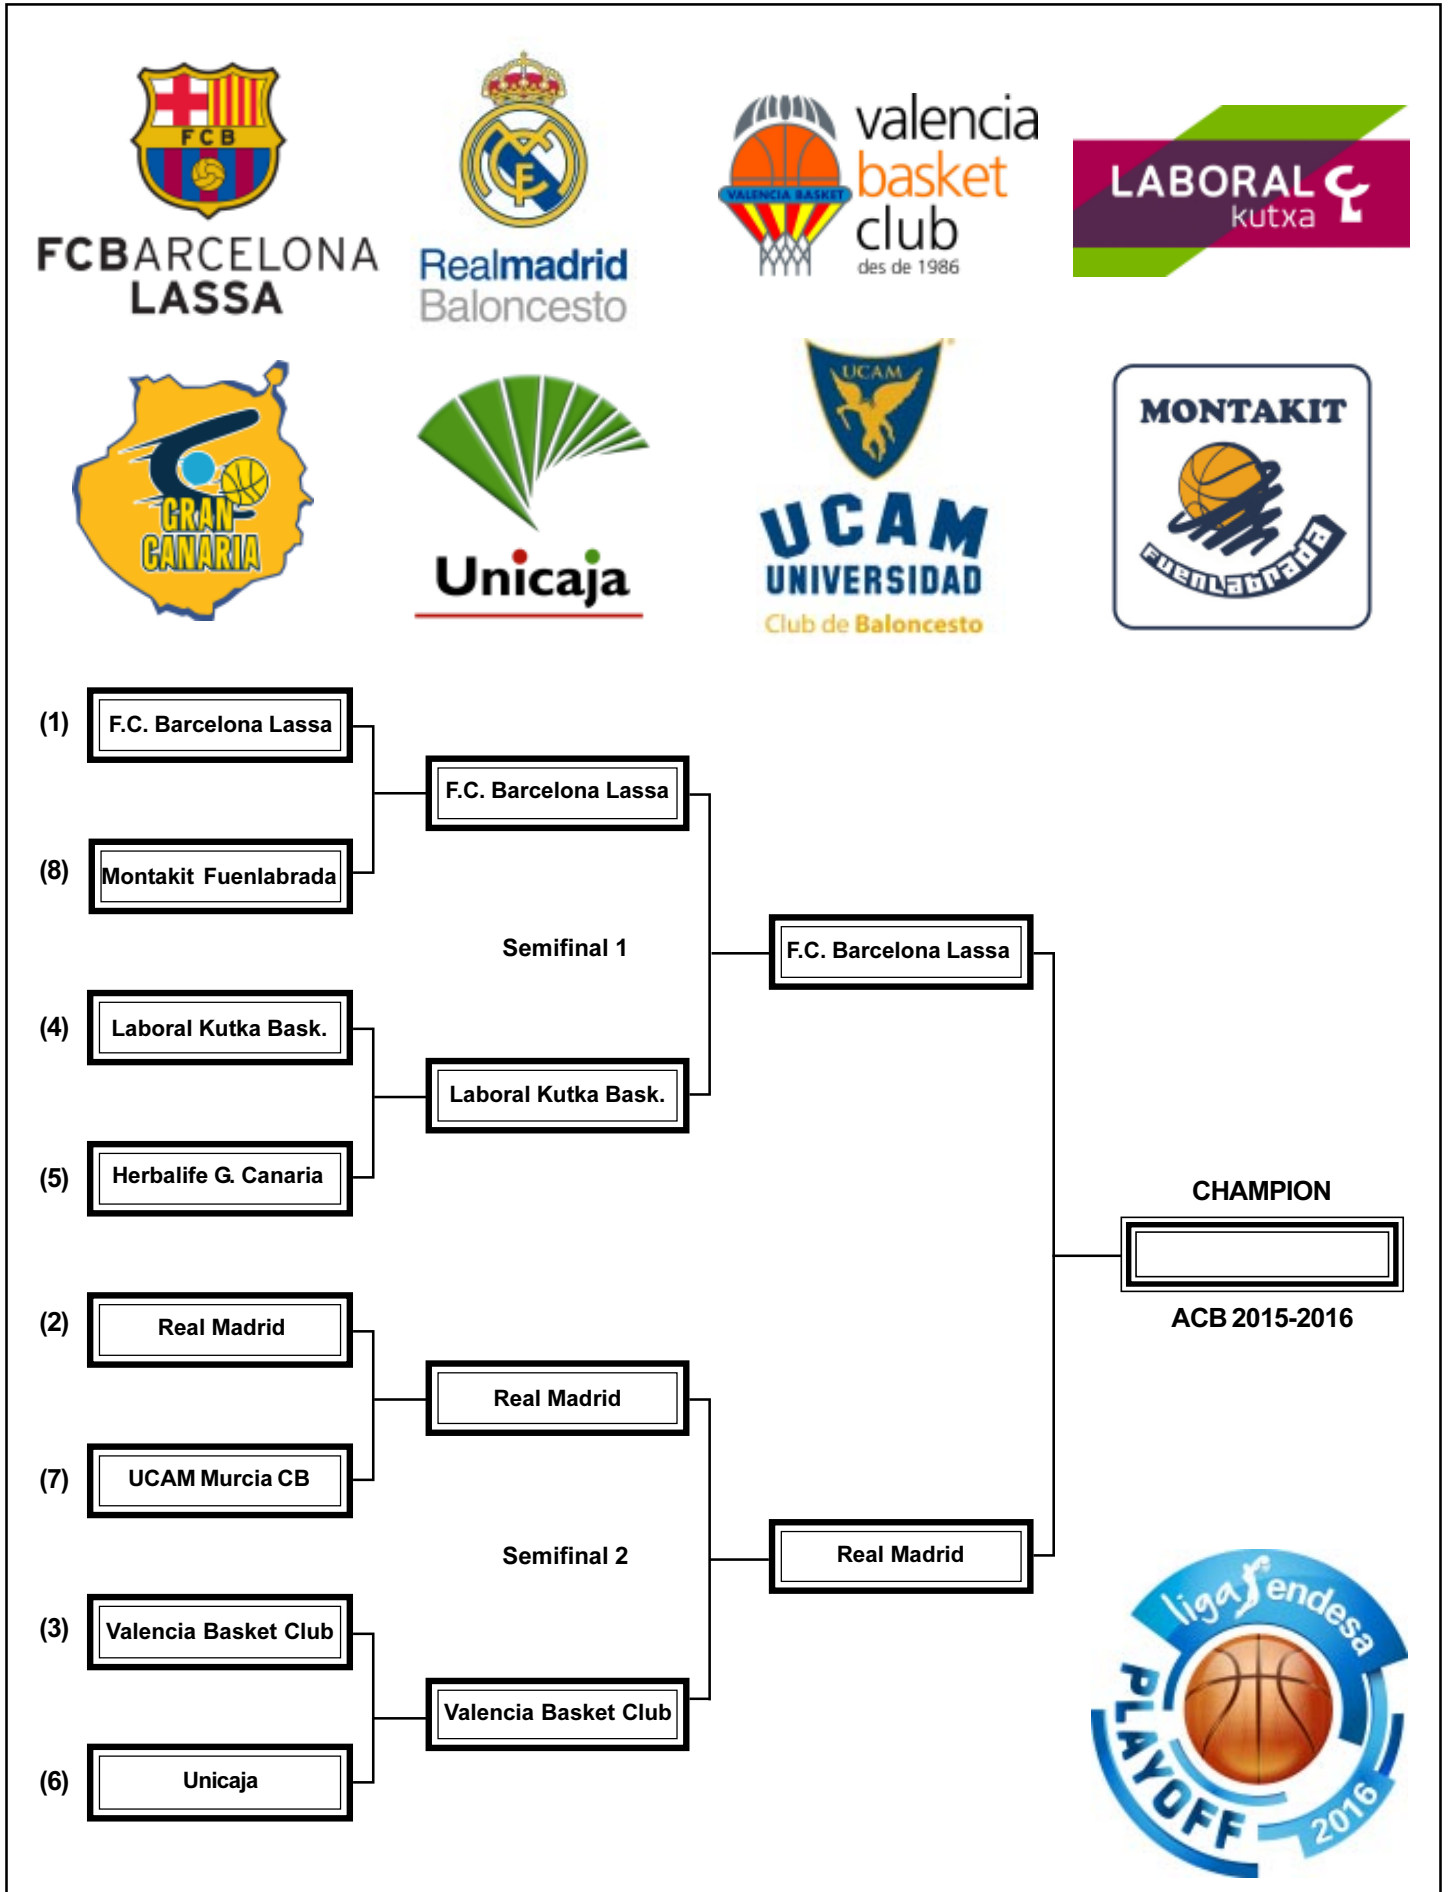 FCB
FCBARCELONA
LASSA
Realmadrid
Baloncesto
VALENCIA BASKET
valencia
basket
club
des de 1986
LABORAL
kutxa
GRAN
CANARIA
Unicaja
UCAM
UCAM
UNIVERSIDAD
Club de Baloncesto
MONTAKIT
FUENLABRADA
(1) F.C. Barcelona Lassa
F.C. Barcelona Lassa
(8) Montakit Fuenlabrada
Semifinal 1
F.C. Barcelona Lassa
(4) Laboral Kutka Bask.
Laboral Kutka Bask.
(5) Herbalife G. Canaria
CHAMPION
ACB 2015-2016
(2) Real Madrid
Real Madrid
(7) UCAM Murcia CB
Semifinal 2
Real Madrid
(3) Valencia Basket Club
Valencia Basket Club
(6) Unicaja
liga endesa
PLAYOFF
2016